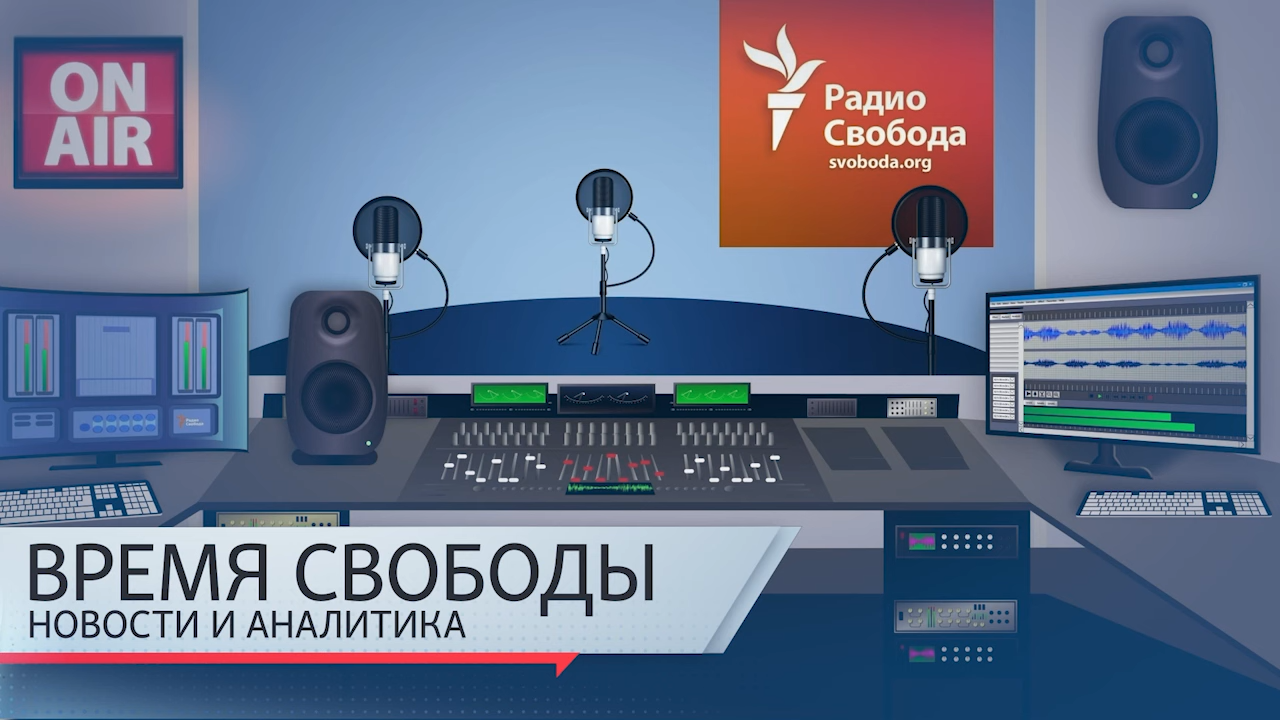 ON
AIR
Радио
Свобода
svoboda.org
ВРЕМЯ СВОБОДЫ
НОВОСТИ И АНАЛИТИКА